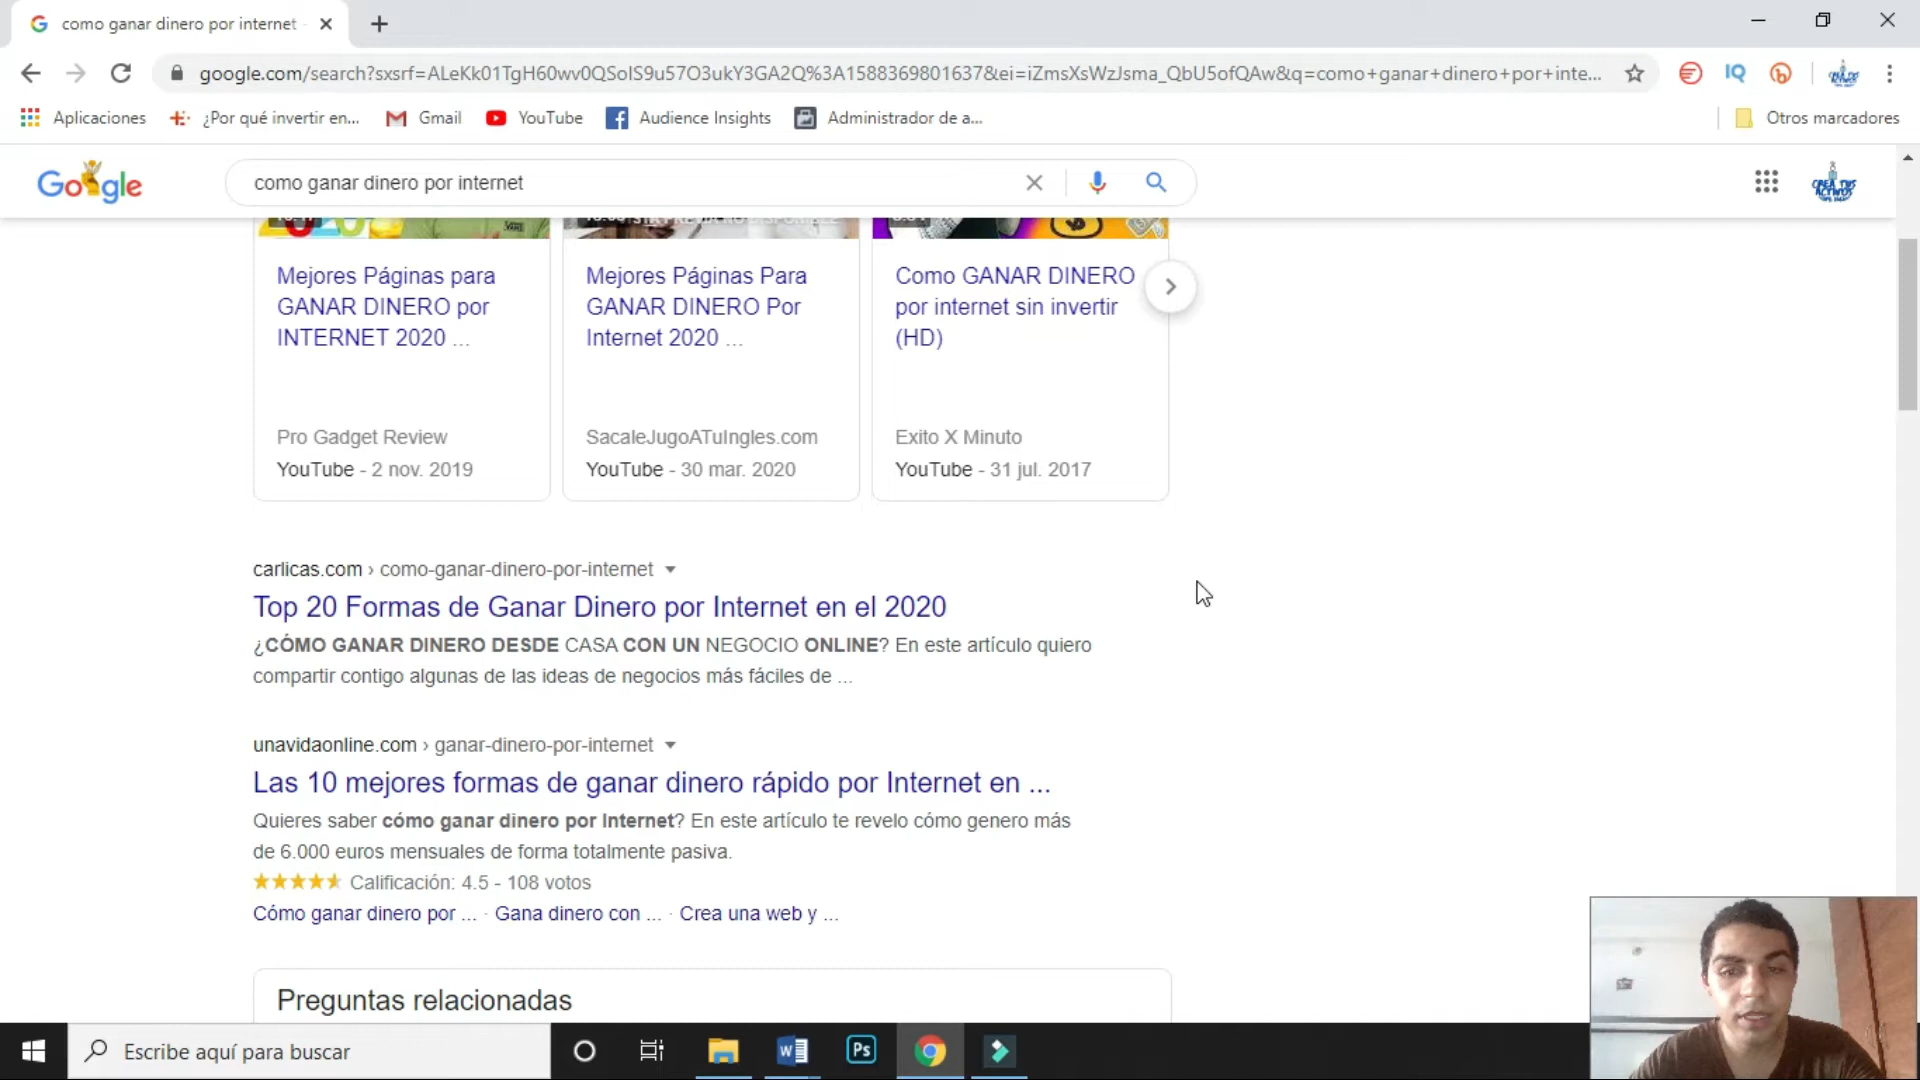 como ganar dinero por internet
google.com/search?sxsrf=ALeKk01TgH60wv0QSolS9u57O3ukY3GA2Q%3A1588369801637&ei=iZmsXsWzJsma_QbU5ofQAw&q=como+ganar+dinero+por+inte...
Aplicaciones
¿Por qué invertir en...
Gmail
YouTube
Audience Insights
Administrador de a...
Otros marcadores
Google
como ganar dinero por internet
CREA TUS
ACTIVOS
Mejores Páginas para
GANAR DINERO por
INTERNET 2020 ...
Pro Gadget Review
YouTube - 2 nov. 2019
Mejores Páginas Para
GANAR DINERO Por
Internet 2020 ...
SacaleJugoATuIngles.com
YouTube - 30 mar. 2020
Como GANAR DINERO
por internet sin invertir
(HD)
Exito X Minuto
YouTube - 31 jul. 2017
carlicas.com › como-ganar-dinero-por-internet
Top 20 Formas de Ganar Dinero por Internet en el 2020
¿CÓMO GANAR DINERO DESDE CASA CON UN NEGOCIO ONLINE? En este artículo quiero
compartir contigo algunas de las ideas de negocios más fáciles de ...
unavidaonline.com › ganar-dinero-por-internet
Las 10 mejores formas de ganar dinero rápido por Internet en ...
Quieres saber cómo ganar dinero por Internet? En este artículo te revelo cómo genero más
de 6.000 euros mensuales de forma totalmente pasiva.
Calificación: 4.5 - 108 votos
Cómo ganar dinero por ... · Gana dinero con ... · Crea una web y ...
Preguntas relacionadas
Escribe aquí para buscar
Ps